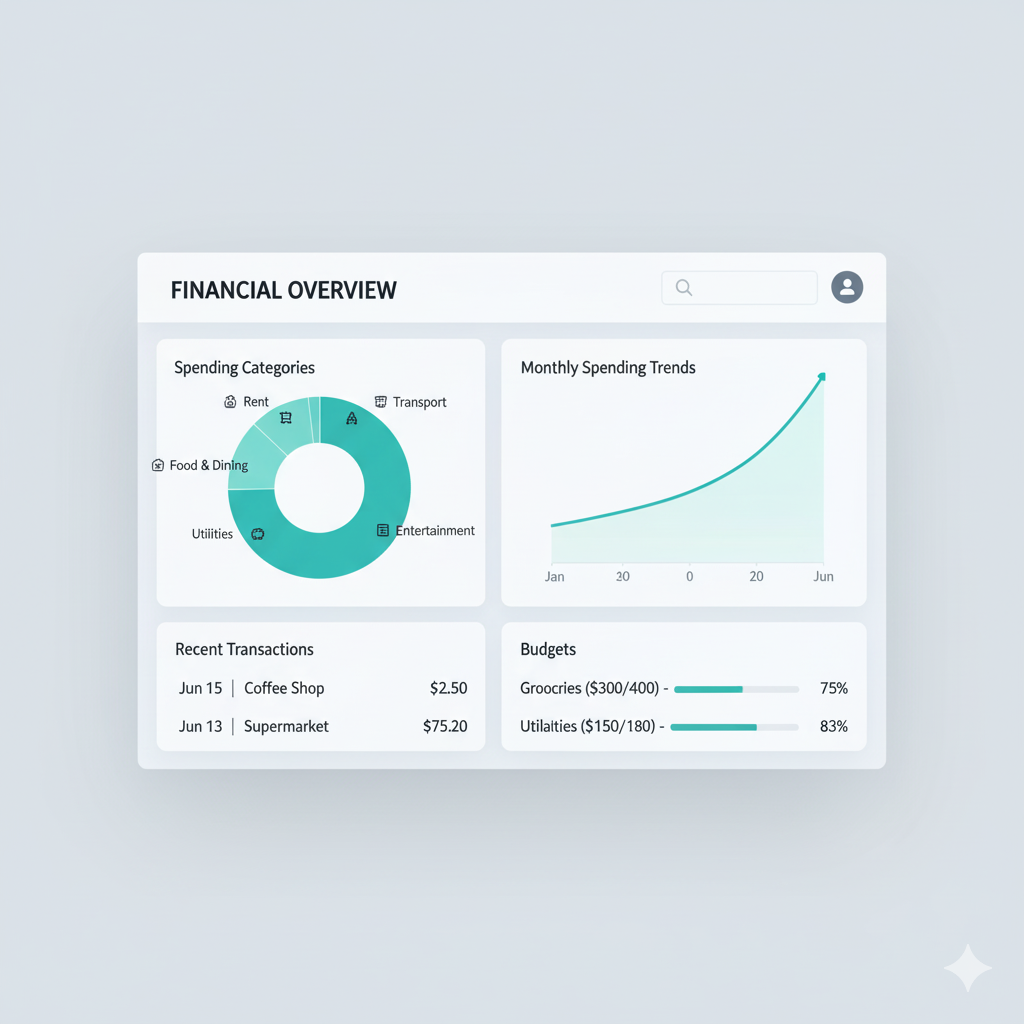 FINANCIAL OVERVIEW
Spending Categories
Rent
Transport
Food & Dining
Utilities
Entertainment
Monthly Spending Trends
Jan 20 0 20 Jun
Recent Transactions
Jun 15 | Coffee Shop $2.50
Jun 13 | Supermarket $75.20
Budgets
Groocries ($300/400) - 75%
Utilaities ($150/180) - 83%